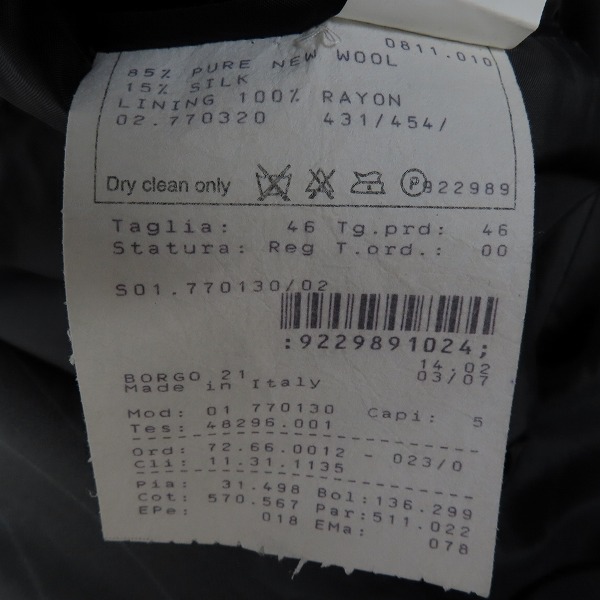 0811.010
85% PURE NEW WOOL
15% SILK
LINING 100% RAYON
02.770320 431/454/
Dry clean only P 922989
Taglia: 46 Tg.prd: 46
Statura: Reg T.ord.: 00
S01.770130/02
:9229891024;
14.02
BORGO 21 03/07
Made in Italy
Mod: 01 770130 Capi: 5
Tes: 48296.001
Ord: 72.66.0012 - 023/0
Cli: 11.31.1135
Pia: 31.498 Bol:136.299
Cot: 570.567 Par:511.022
EPe: 018 EMa: 078